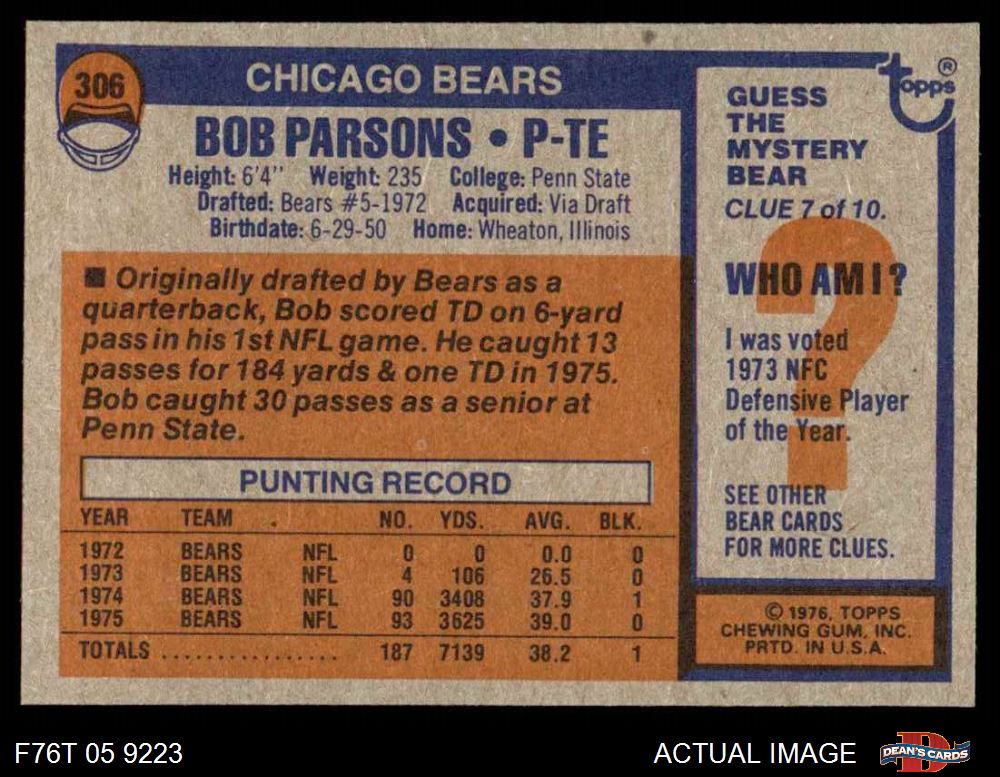 306
CHICAGO BEARS
BOB PARSONS • P-TE
Height: 6'4" Weight: 235 College: Penn State
Drafted: Bears #5-1972 Acquired: Via Draft
Birthdate: 6-29-50 Home: Wheaton, Illinois
■ Originally drafted by Bears as a
quarterback, Bob scored TD on 6-yard
pass in his 1st NFL game. He caught 13
passes for 184 yards & one TD in 1975.
Bob caught 30 passes as a senior at
Penn State.
PUNTING RECORD
YEAR TEAM NO. YDS. AVG. BLK.
1972 BEARS NFL 0 0 0.0 0
1973 BEARS NFL 4 106 26.5 0
1974 BEARS NFL 90 3408 37.9 1
1975 BEARS NFL 93 3625 39.0 0
TOTALS ................ 187 7139 38.2 1
Topps ®
GUESS
THE
MYSTERY
BEAR
CLUE 7 of 10.
?
WHO AM I?
I was voted
1973 NFC
Defensive Player
of the Year.
SEE OTHER
BEAR CARDS
FOR MORE CLUES.
© 1976, TOPPS
CHEWING GUM, INC.
PRTD. IN U.S.A.
F76T 05 9223
ACTUAL IMAGE
D
DEAN'S CARDS